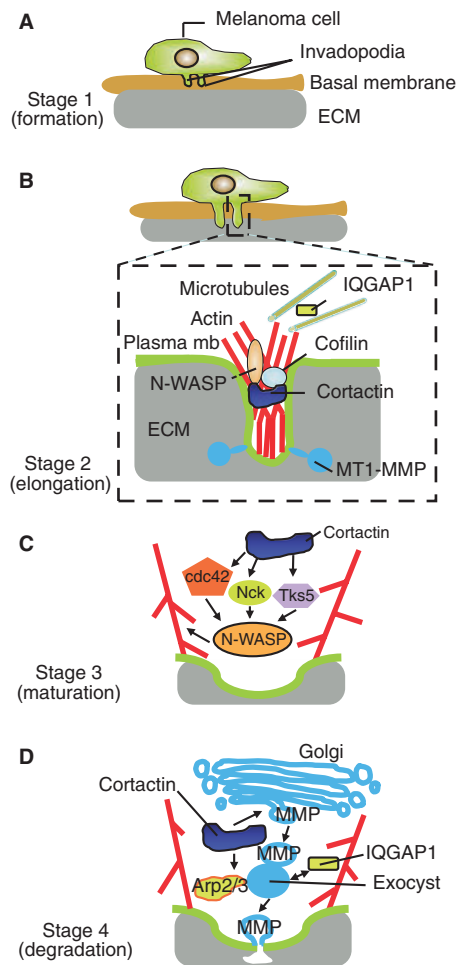 A
Melanoma cell
Invadopodia
Basal membrane
Stage 1
(formation)
ECM
B
Microtubules
IQGAP1
Actin
Plasma mb
Cofilin
N-WASP
Cortactin
ECM
MT1-MMP
Stage 2
(elongation)
C
Cortactin
cdc42
Nck
Tks5
N-WASP
Stage 3
(maturation)
D
Golgi
Cortactin
MMP
MMP
IQGAP1
Arp2/3
Exocyst
MMP
Stage 4
(degradation)